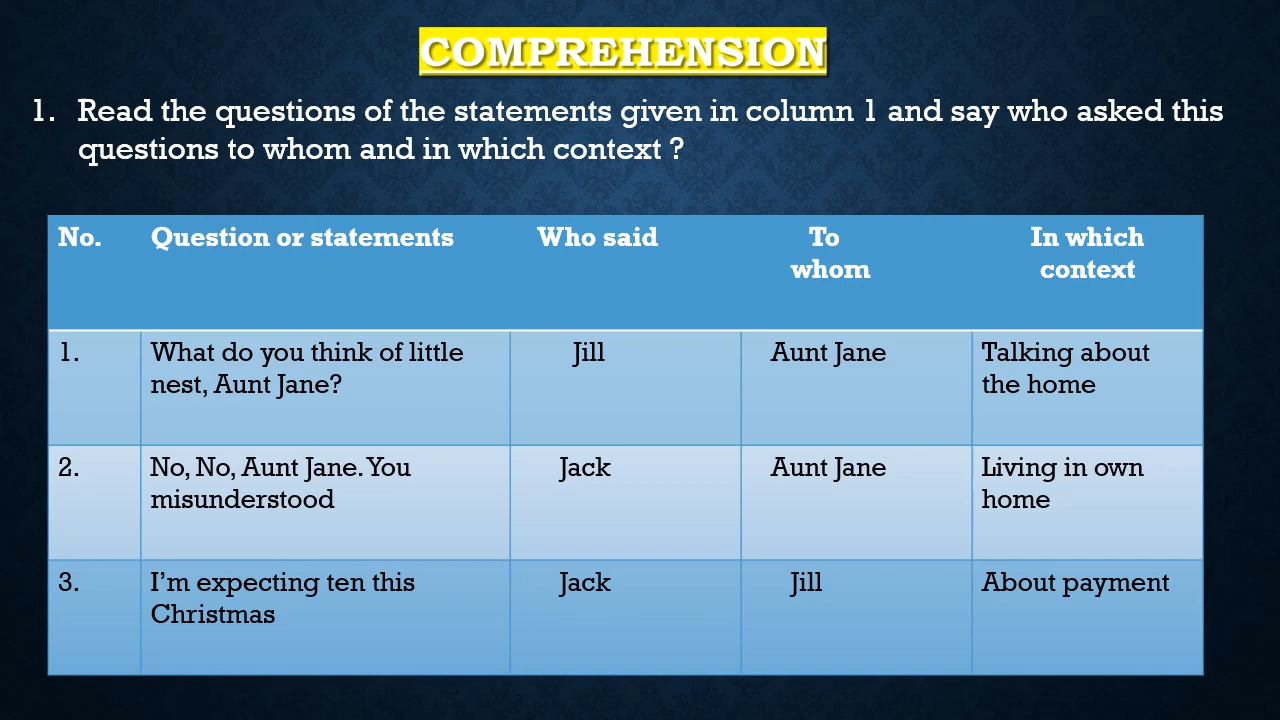 COMPREHENSION
1. Read the questions of the statements given in column 1 and say who asked this
questions to whom and in which context ?
No. Question or statements Who said To whom In which context
1. What do you think of little nest, Aunt Jane? Jill Aunt Jane Talking about the home
2. No, No, Aunt Jane. You misunderstood Jack Aunt Jane Living in own home
3. I'm expecting ten this Christmas Jack Jill About payment